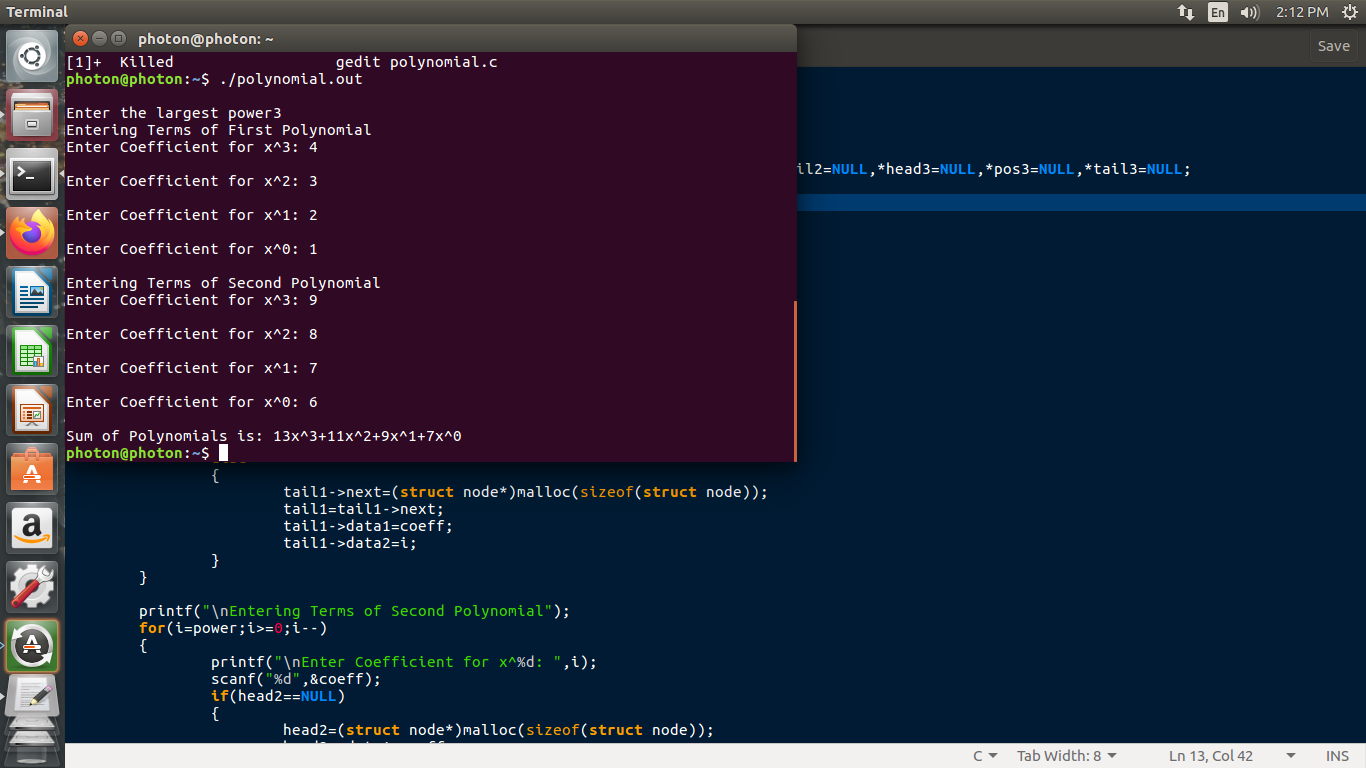 Terminal
En
2:12 PM
photon@photon: ~
Save
[1]+  Killed                  gedit polynomial.c
photon@photon:~$ ./polynomial.out
Enter the largest power3
Entering Terms of First Polynomial
Enter Coefficient for x^3: 4
Enter Coefficient for x^2: 3
Enter Coefficient for x^1: 2
Enter Coefficient for x^0: 1
Entering Terms of Second Polynomial
Enter Coefficient for x^3: 9
Enter Coefficient for x^2: 8
Enter Coefficient for x^1: 7
Enter Coefficient for x^0: 6
Sum of Polynomials is: 13x^3+11x^2+9x^1+7x^0
photon@photon:~$
il2=NULL,*head3=NULL,*pos3=NULL,*tail3=NULL;
{
tail1->next=(struct node*)malloc(sizeof(struct node));
tail1=tail1->next;
tail1->data1=coeff;
tail1->data2=i;
}
}
printf("\nEntering Terms of Second Polynomial");
for(i=power;i>=0;i--)
{
printf("\nEnter Coefficient for x^%d: ",i);
scanf("%d",&coeff);
if(head2==NULL)
{
head2=(struct node*)malloc(sizeof(struct node));
C
Tab Width: 8
Ln 13, Col 42
INS